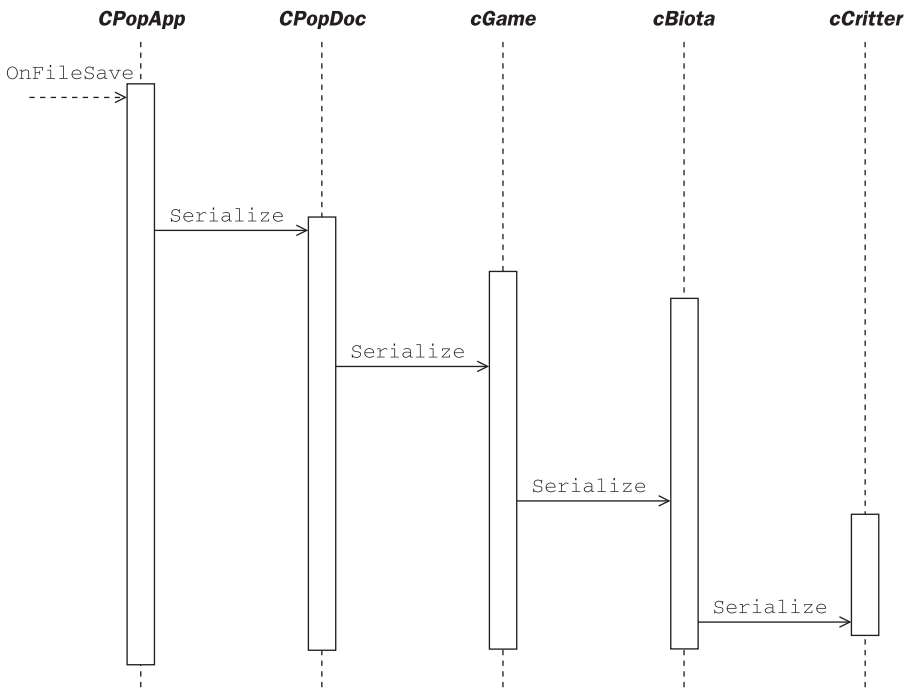 CPopApp CPopDoc cGame cBiota cCritter
OnFileSave
Serialize
Serialize
Serialize
Serialize